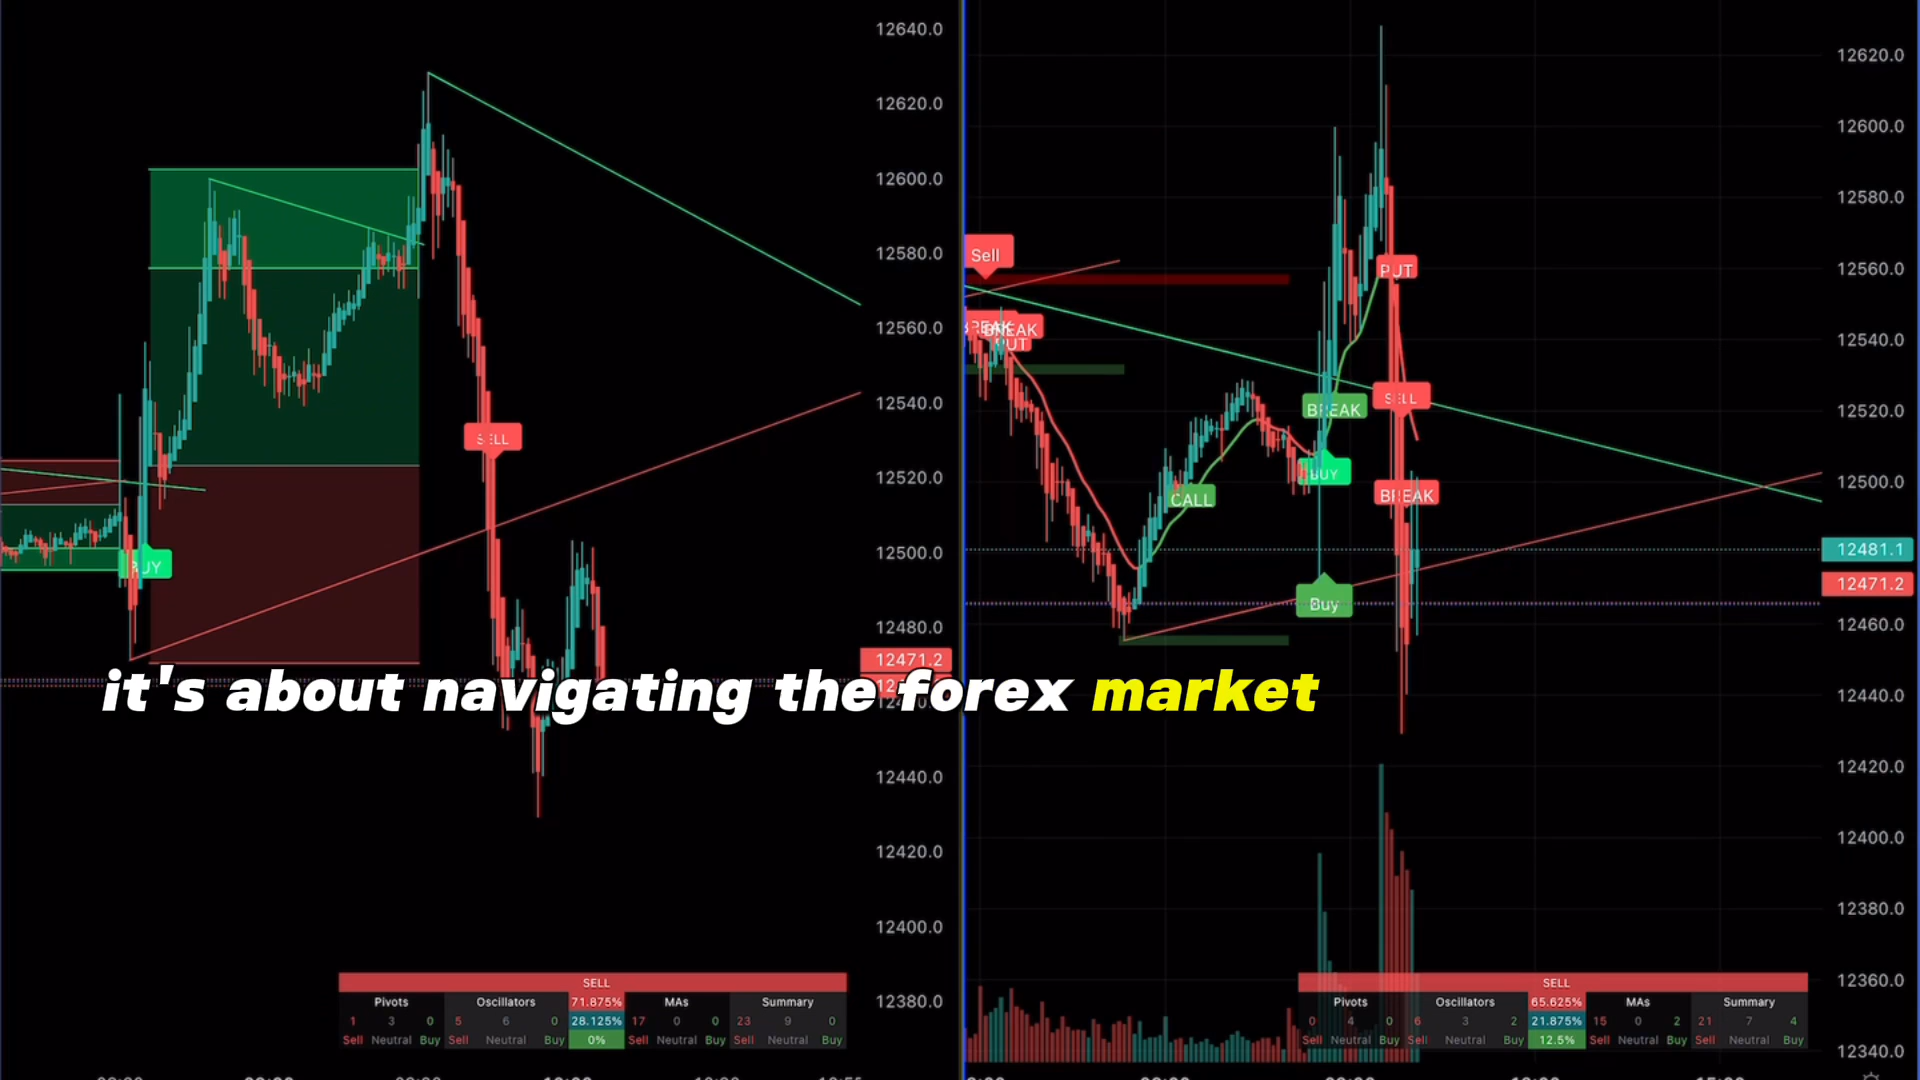 12640.0
12620.0
12600.0
12580.0
12560.0
12540.0
12520.0
12500.0
12480.0
12471.2
12440.0
12420.0
12400.0
12380.0
SELL
BUY
12620.0
12600.0
12580.0
12560.0
12540.0
12520.0
12500.0
12481.1
12471.2
12460.0
12440.0
12420.0
12400.0
12380.0
12360.0
12340.0
Sell
BREAK
PUT
CALL
BREAK
BUY
Buy
PUT
SELL
BREAK
it's about navigating the forex market
SELL
Pivots Oscillators 71.875% MAs Summary
1 3 0 5 6 0 28.125% 17 0 0 23 9 0
Sell Neutral Buy Sell Neutral Buy 0% Sell Neutral Buy Sell Neutral Buy
SELL
Pivots Oscillators 65.625% MAs Summary
0 4 0 6 3 2 21.875% 15 0 2 21 7 4
Sell Neutral Buy Sell Neutral Buy 12.5% Sell Neutral Buy Sell Neutral Buy